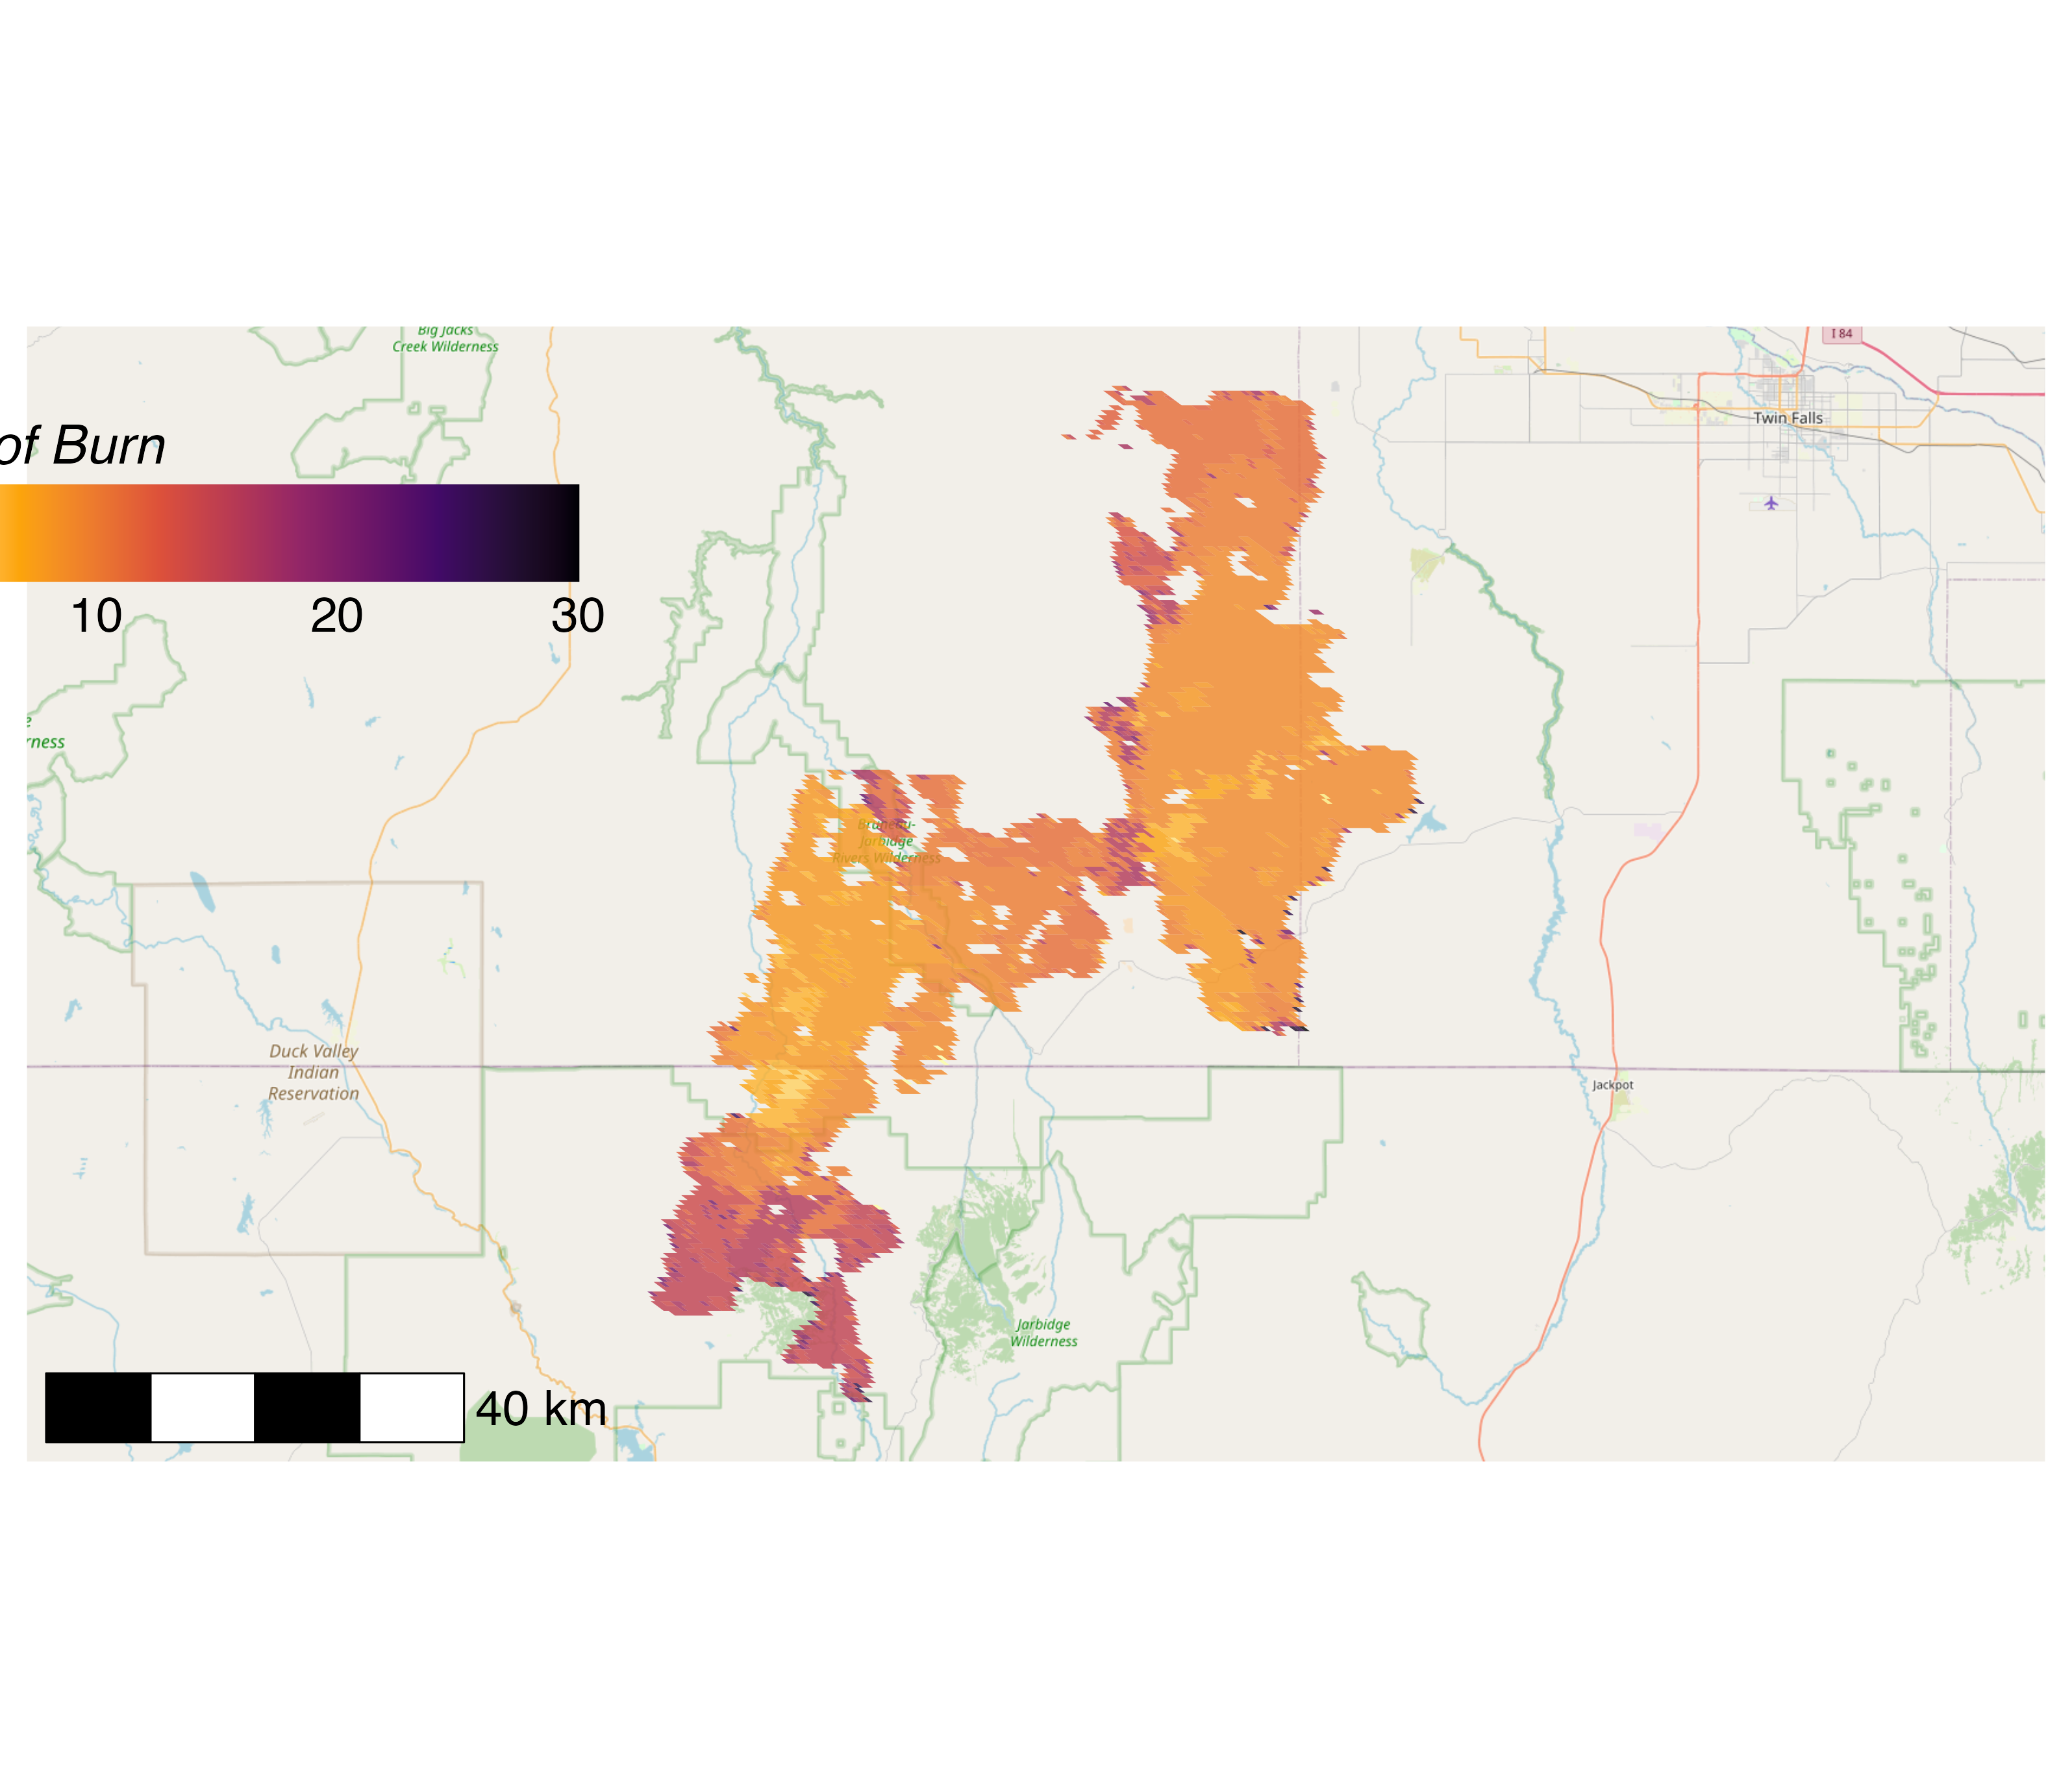 Big Jacks
Creek Wilderness
I 84
Twin Falls
of Burn
10 20 30
rness
Bruneau-
Jarbidge
Rivers Wilderness
Duck Valley
Indian
Reservation
Jackpot
Jarbidge
Wilderness
40 km